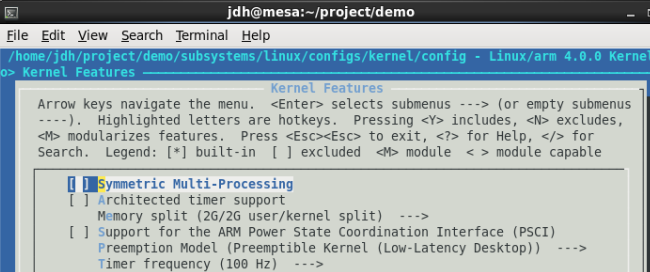 jdh@mesa:~/project/demo
File Edit View Search Terminal Help
/home/jdh/project/demo/subsystems/linux/configs/kernel/config - Linux/arm 4.0.0 Kernel
o> Kernel Features
Kernel Features
Arrow keys navigate the menu. <Enter> selects submenus ---> (or empty submenus
----). Highlighted letters are hotkeys. Pressing <Y> includes, <N> excludes,
<M> modularizes features. Press <Esc><Esc> to exit, <?> for Help, </> for
Search. Legend: [*] built-in [ ] excluded <M> module < > module capable
[ ] Symmetric Multi-Processing
[ ] Architected timer support
Memory split (2G/2G user/kernel split) --->
[ ] Support for the ARM Power State Coordination Interface (PSCI)
Preemption Model (Preemptible Kernel (Low-Latency Desktop)) --->
Timer frequency (100 Hz) --->